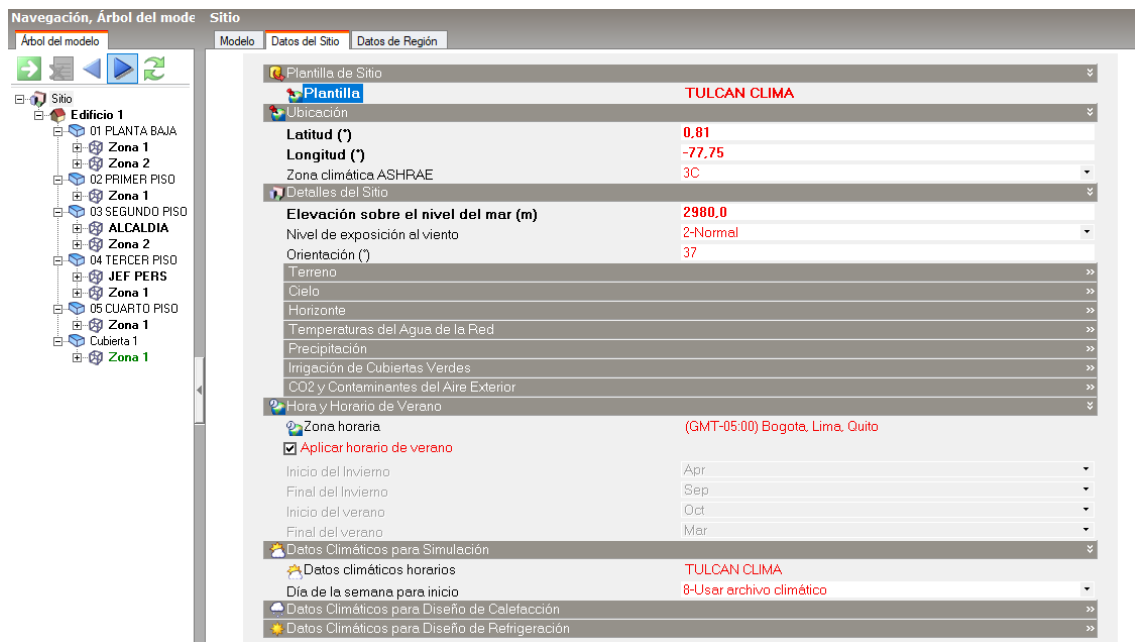 Navegación, Árbol del mode
Sitio
Árbol del modelo
Modelo
Datos del Sitio
Datos de Región
Sitio
Edificio 1
01 PLANTA BAJA
Zona 1
Zona 2
02 PRIMER PISO
Zona 1
03 SEGUNDO PISO
ALCALDIA
Zona 2
04 TERCER PISO
JEF PERS
Zona 1
05 CUARTO PISO
Zona 1
Cubierta 1
Zona 1
Plantilla de Sitio
Plantilla TULCAN CLIMA
Ubicación
Latitud (*) 0,81
Longitud (*) -77,75
Zona climática ASHRAE 3C
Detalles del Sitio
Elevación sobre el nivel del mar (m) 2980,0
Nivel de exposición al viento 2-Normal
Orientación (*) 37
Terreno
Cielo
Horizonte
Temperaturas del Agua de la Red
Precipitación
Irrigación de Cubiertas Verdes
CO2 y Contaminantes del Aire Exterior
Hora y Horario de Verano
Zona horaria (GMT-05:00) Bogota, Lima, Quito
Aplicar horario de verano
Inicio del Invierno Apr
Final del Invierno Sep
Inicio del verano Oct
Final del verano Mar
Datos Climáticos para Simulación
Datos climáticos horarios TULCAN CLIMA
Día de la semana para inicio 8-Usar archivo climático
Datos Climáticos para Diseño de Calefacción
Datos Climáticos para Diseño de Refrigeración